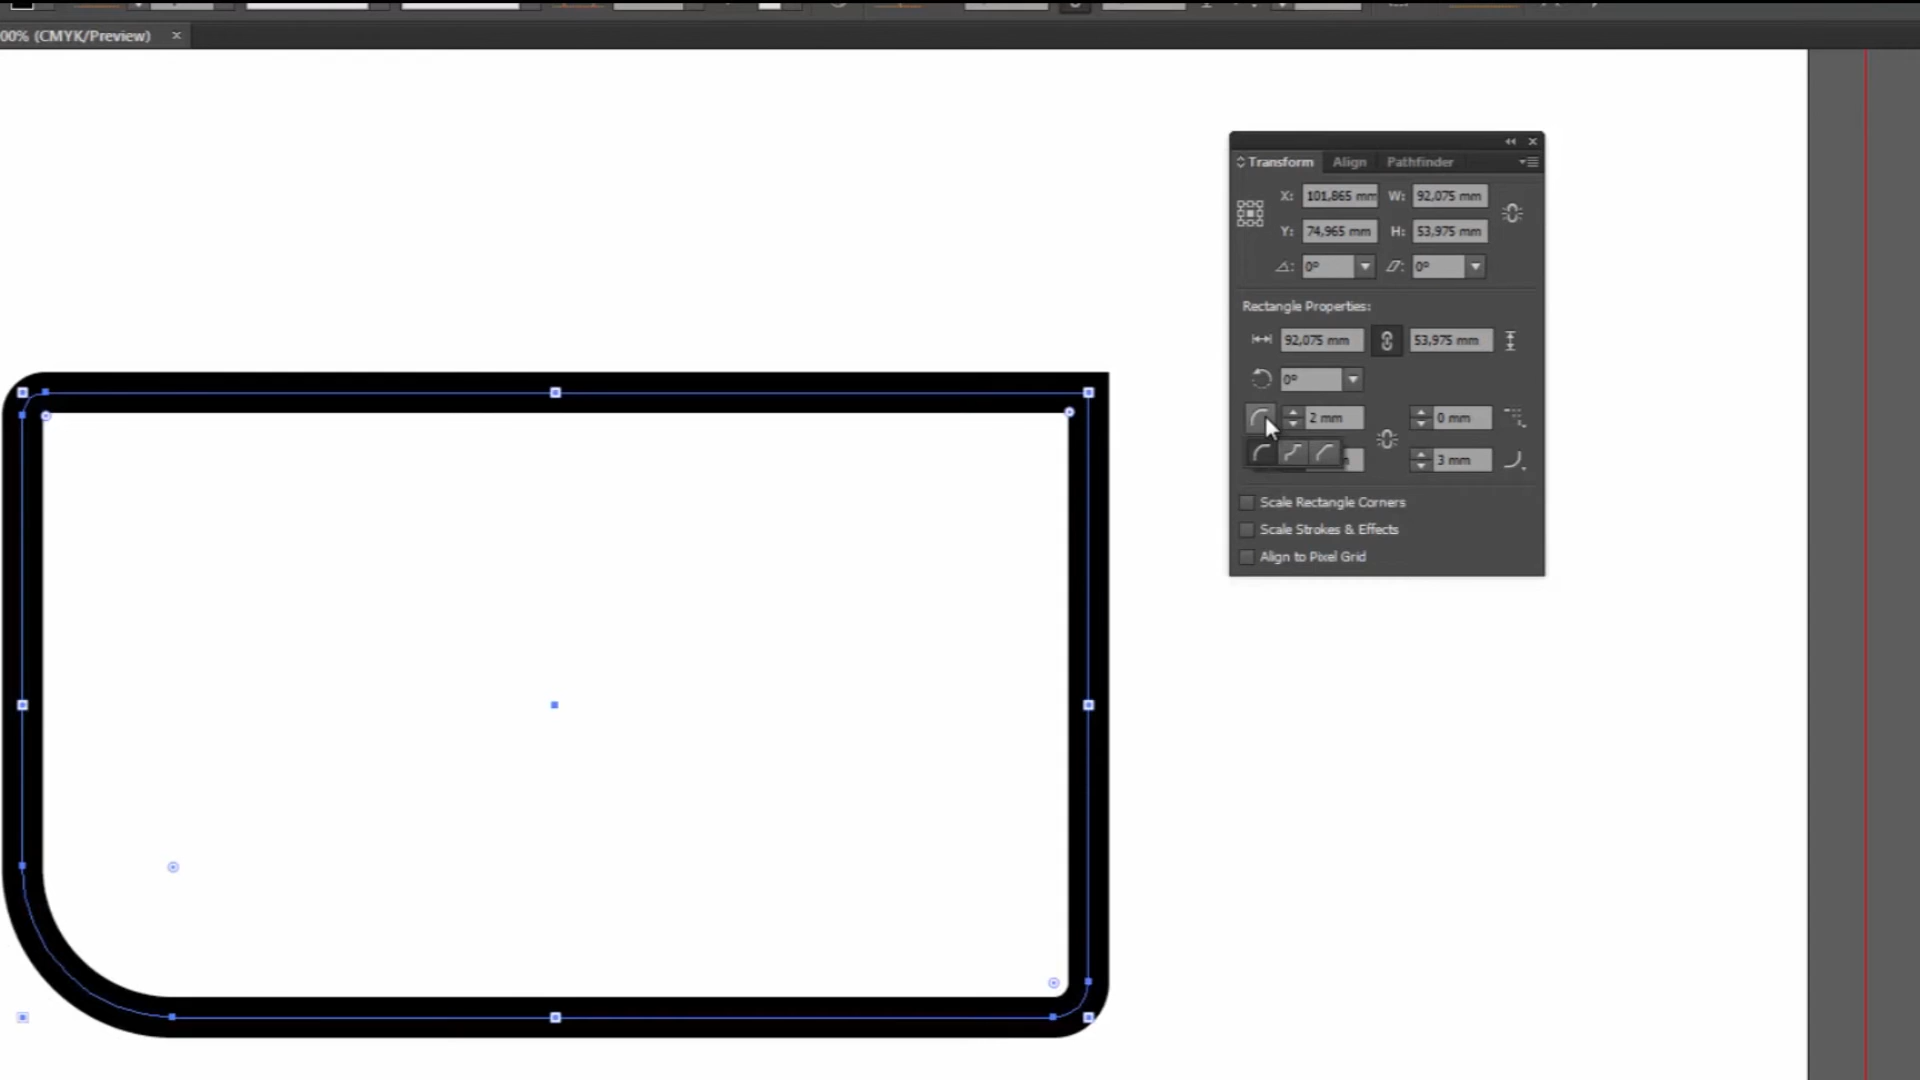 00% (CMYK/Preview) ×
Transform Align Pathfinder
X: 101,865 mm W: 92,075 mm
Y: 74,965 mm H: 53,975 mm
0° 0°
Rectangle Properties:
92,075 mm 53,975 mm
0°
2 mm 0 mm
3 mm
Scale Rectangle Corners
Scale Strokes & Effects
Align to Pixel Grid